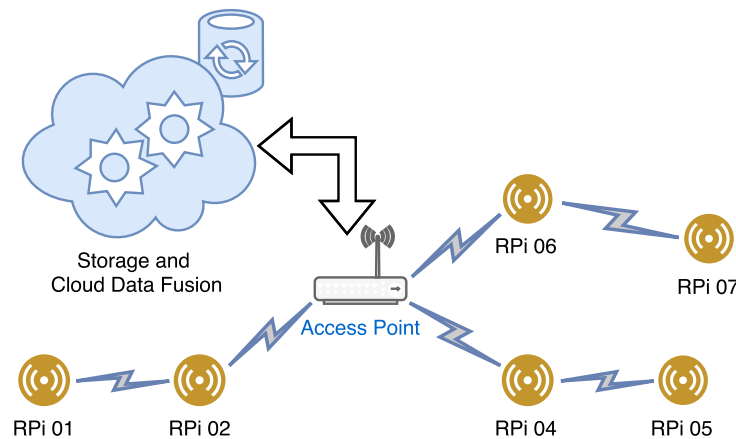 Storage and
Cloud Data Fusion
RPi 06
RPi 07
Access Point
RPi 01
RPi 02
RPi 04
RPi 05